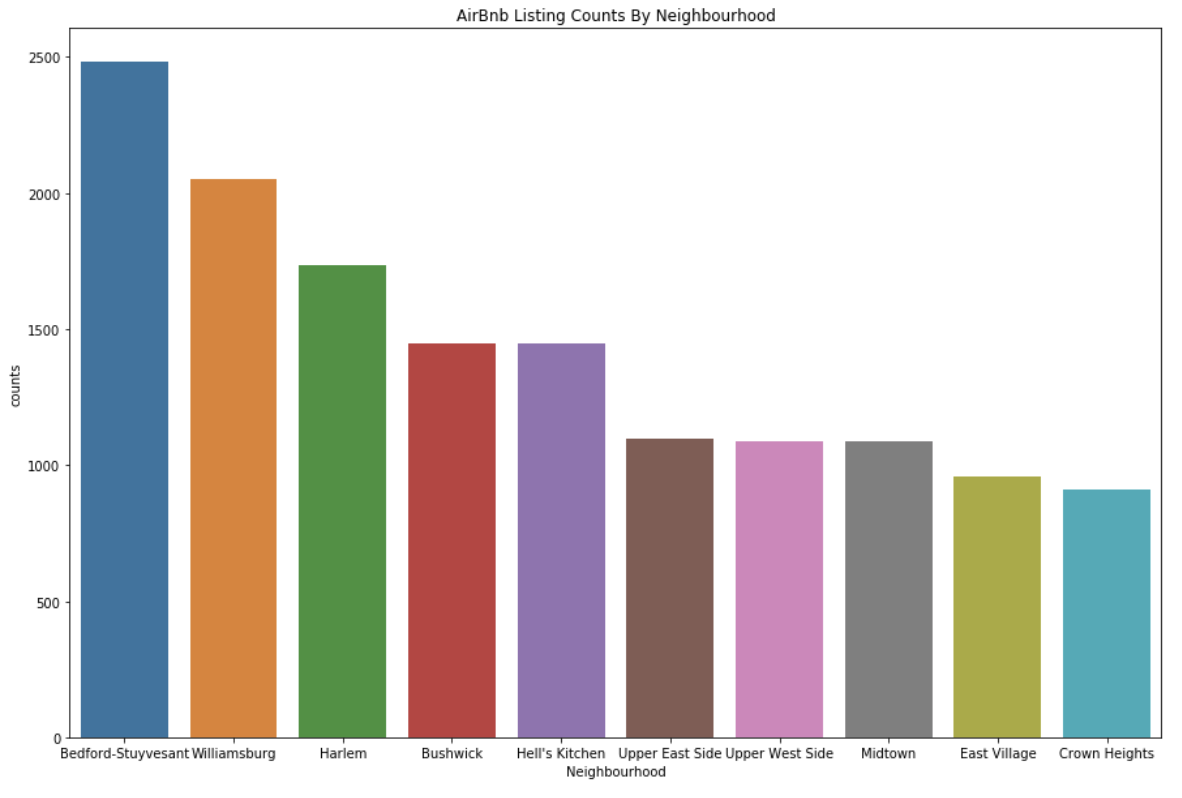 AirBnb Listing Counts By Neighbourhood
2500
2000
1500
1000
500
0
counts
Bedford-Stuyvesant Williamsburg Harlem Bushwick Hell's Kitchen Upper East Side Upper West Side Midtown East Village Crown Heights
Neighbourhood